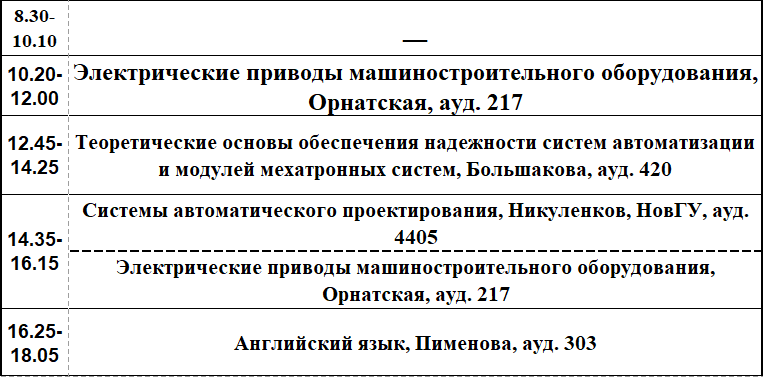 8.30-
10.10
—
10.20-
12.00
Электрические приводы машиностроительного оборудования,
Орнатская, ауд. 217
12.45-
14.25
Теоретические основы обеспечения надежности систем автоматизации
и модулей мехатронных систем, Большакова, ауд. 420
14.35-
16.15
Системы автоматического проектирования, Никуленков, НовГУ, ауд.
4405
Электрические приводы машиностроительного оборудования,
Орнатская, ауд. 217
16.25-
18.05
Английский язык, Пименова, ауд. 303